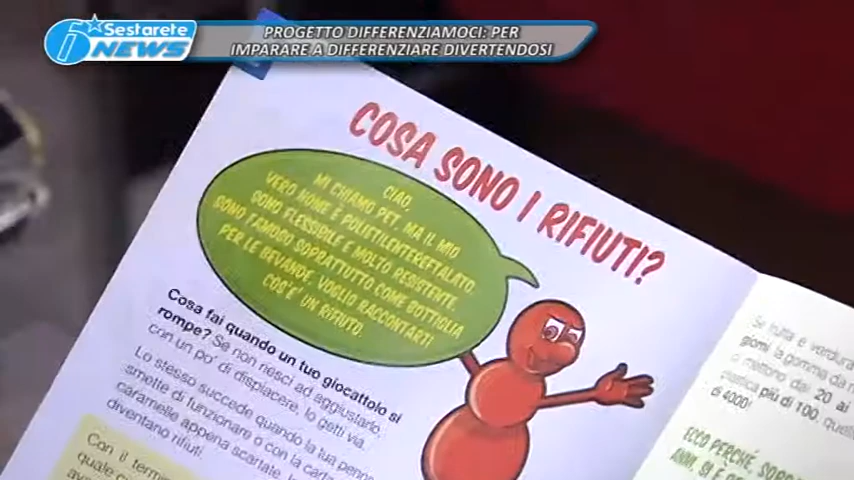 Sestarete
6 NEWS
PROGETTO DIFFERENZIAMOCI: PER
IMPARARE A DIFFERENZIARE DIVERTENDOSI
COSA SONO I RIFIUTI?
CIAO,
MI CHIAMO PET, MA IL MIO
VERO NOME È POLIETILENTEREFTALATO.
SONO FLESSIBILE E MOLTO RESISTENTE.
SONO FAMOSO SOPRATTUTTO COME BOTTIGLIA
PER LE BEVANDE. VOGLIO RACCONTARTI
COS'E' UN RIFIUTO.
Cosa fai quando un tuo giocattolo si
rompe? Se non riesci ad aggiustarlo,
con un po' di dispiacere, lo getti via.
Lo stesso succede quando la tua penna
smette di funzionare o con la carta
caramelle appena scartate.
diventano rifiuti.
Con il termine
quale
Se frutta e verdura
giorni, la gomma da
ci mettono dai 20 ai
plastica più di 100,
di 4000!
ECCO PERCHÉ,
ANNI, SI È